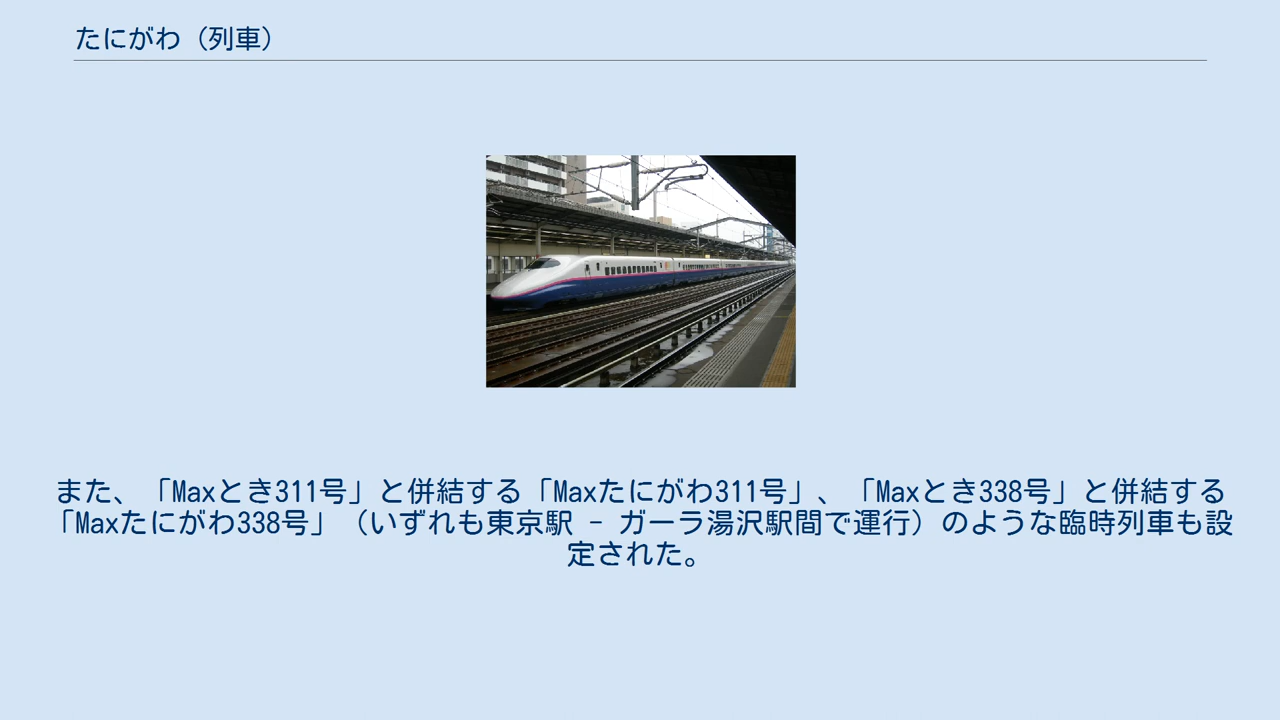 たにがわ（列車）
また、「Maxとき311号」と併結する「Maxたにがわ311号」、「Maxとき338号」と併結する
「Maxたにがわ338号」（いずれも東京駅 － ガーラ湯沢駅間で運行）のような臨時列車も設
定された。